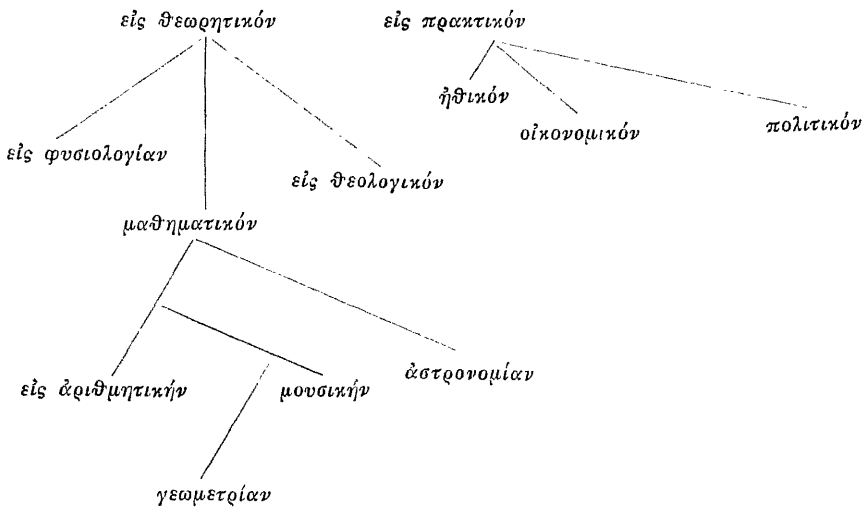 εἰς θεωρητικόν
εἰς πρακτικόν
ἠθικόν
οἰκονομικόν
πολιτικόν
εἰς φυσιολογίαν
εἰς θεολογικόν
μαθηματικόν
εἰς ἀριθμητικήν
μουσικήν
ἀστρονομίαν
γεωμετρίαν